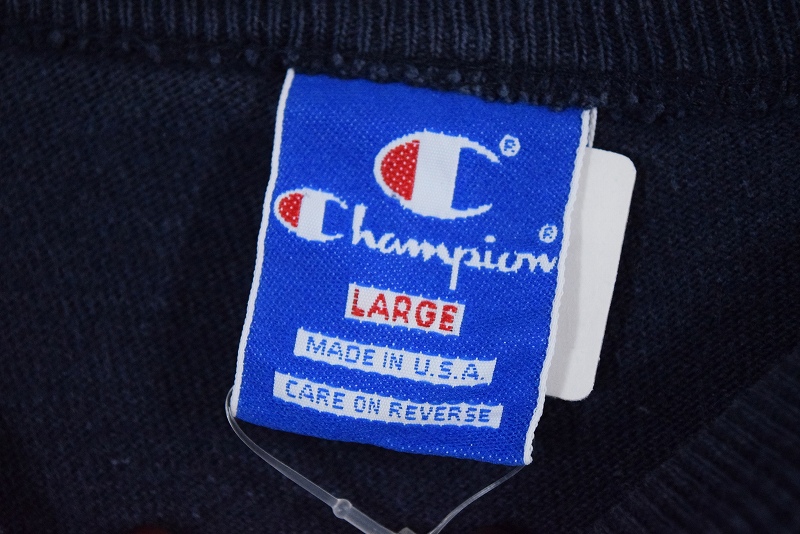 ®
Champion®
LARGE
MADE IN U.S.A.
CARE ON REVERSE